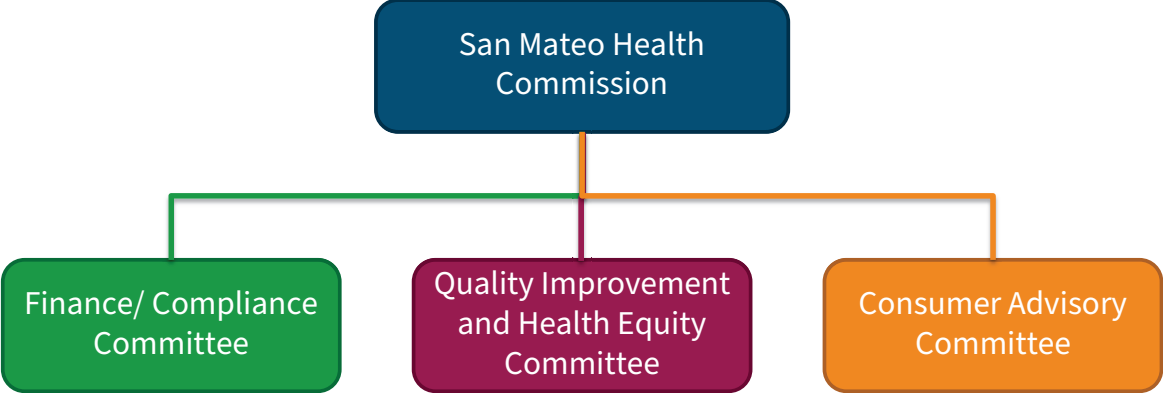 San Mateo Health
Commission
Finance/ Compliance
Committee
Quality Improvement
and Health Equity
Committee
Consumer Advisory
Committee